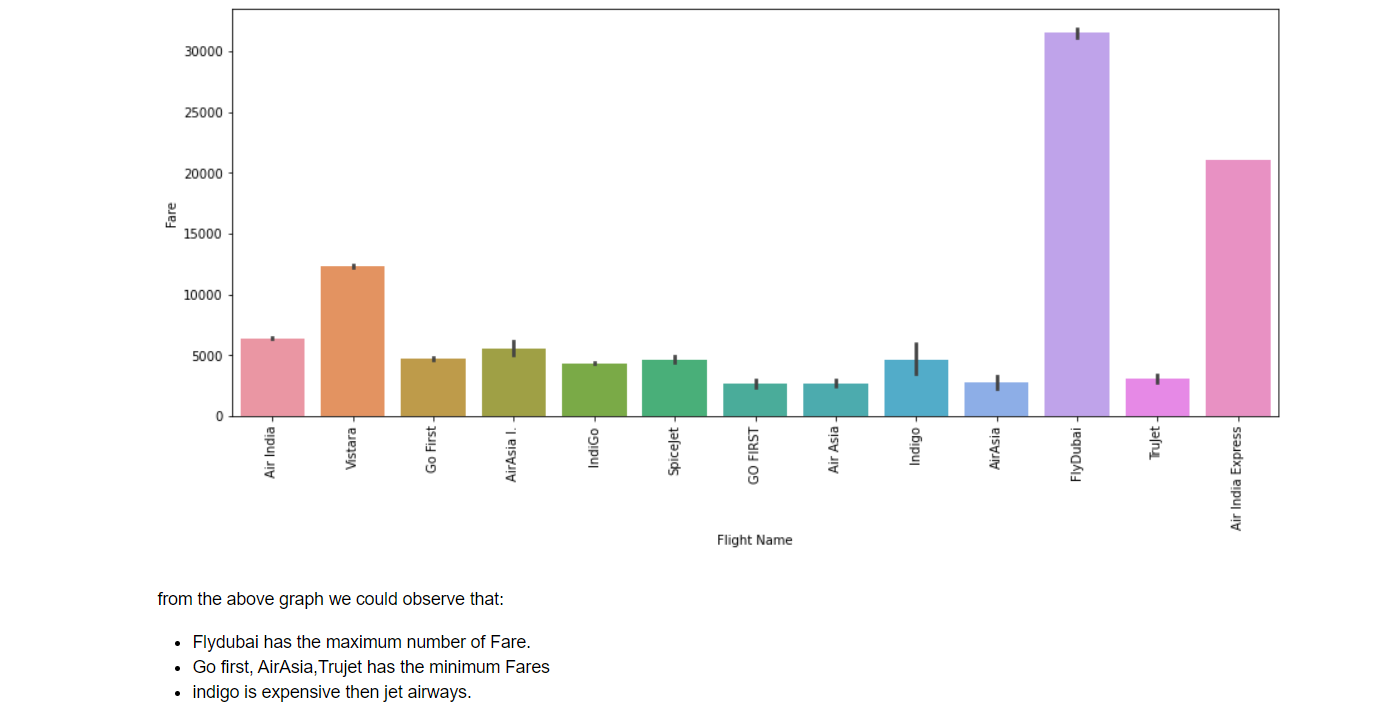 30000
25000
20000
15000
10000
5000
0
Fare
Air India
Vistara
Go First
AirAsia I.
IndiGo
SpiceJet
GO FIRST
Air Asia
Indigo
AirAsia
FlyDubai
TruJet
Air India Express
Flight Name
from the above graph we could observe that:
• Flydubai has the maximum number of Fare.
• Go first, AirAsia,Trujet has the minimum Fares
• indigo is expensive then jet airways.